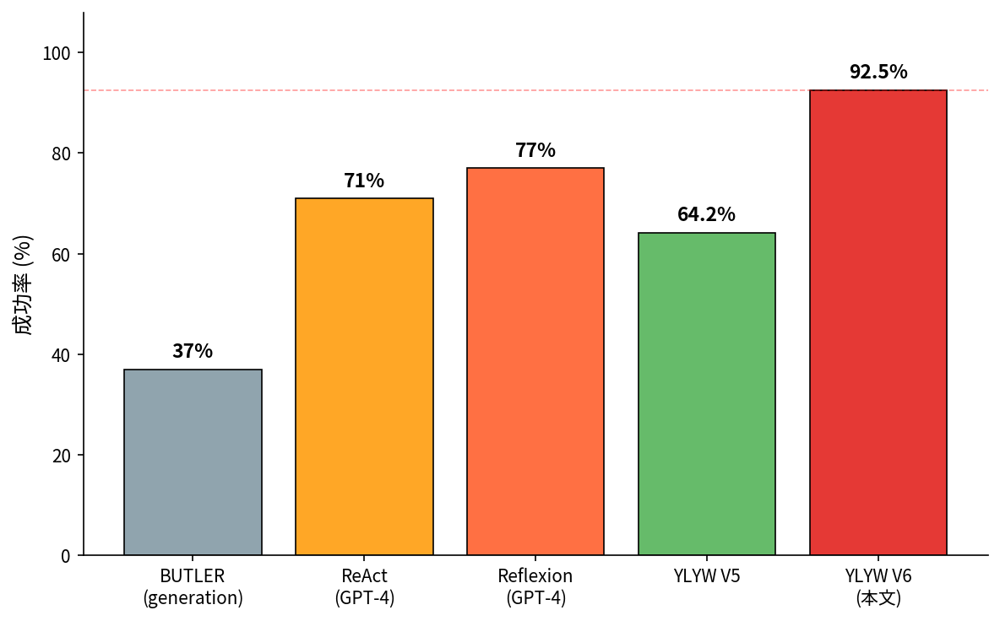 100
80
60
40
20
0
成功率 (%)
37%
71%
77%
64.2%
92.5%
BUTLER
(generation)
ReAct
(GPT-4)
Reflexion
(GPT-4)
YLYW V5
YLYW V6
(本文)